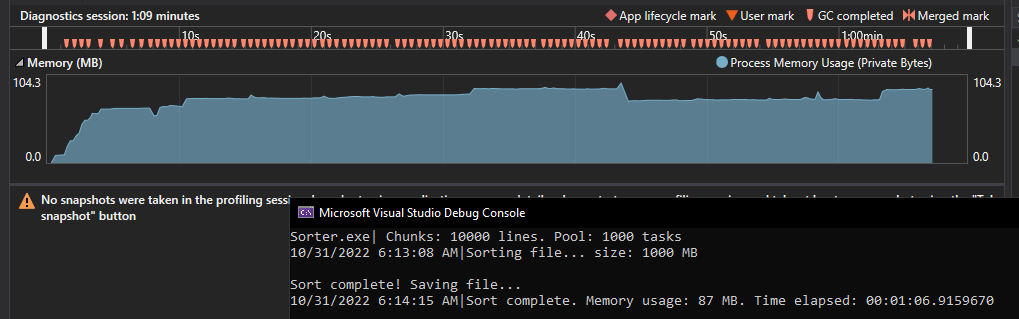 Diagnostics session: 1:09 minutes
App lifecycle mark User mark GC completed Merged mark
10s 20s 30s 40s 50s 1:00min
Memory (MB) Process Memory Usage (Private Bytes)
104.3 104.3
0.0 0.0
No snapshots were taken in the profiling
snapshot" button
Microsoft Visual Studio Debug Console
Sorter.exe| Chunks: 10000 lines. Pool: 1000 tasks
10/31/2022 6:13:08 AM|Sorting file... size: 1000 MB
Sort complete! Saving file...
10/31/2022 6:14:15 AM|Sort complete. Memory usage: 87 MB. Time elapsed: 00:01:06.9159670